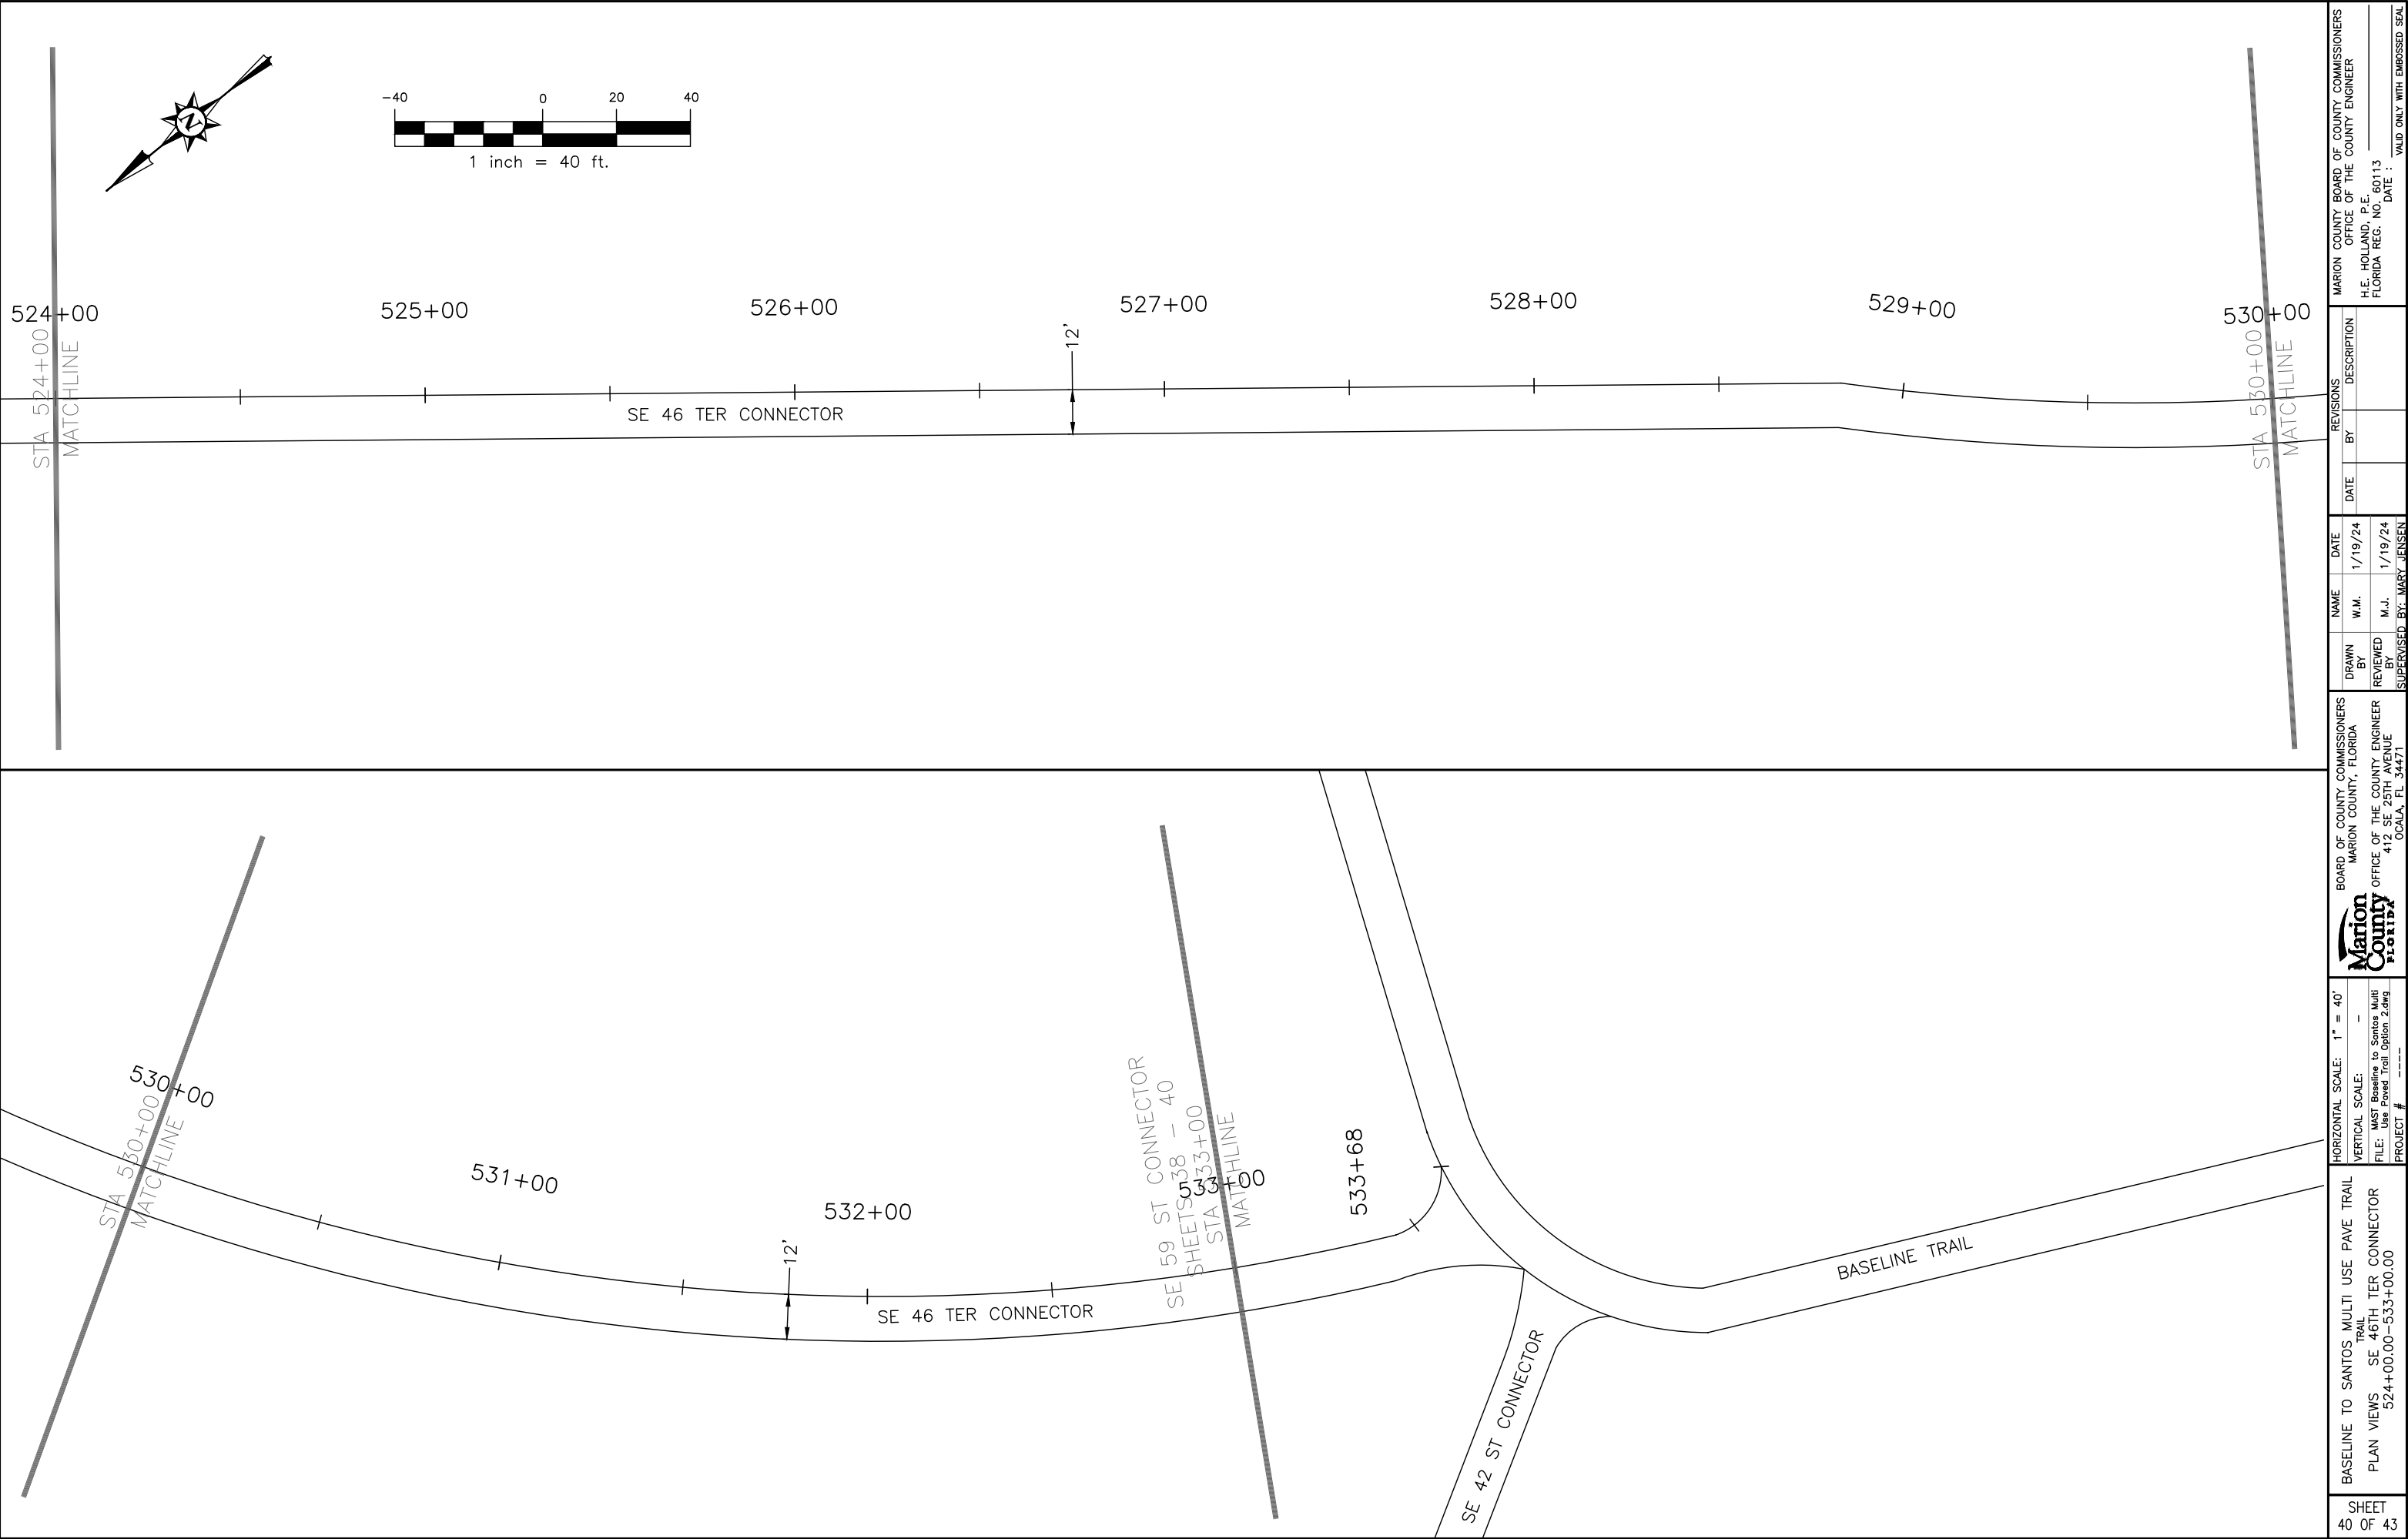 -40 0 20 40
1 inch = 40 ft.
N
524+00
525+00
526+00
527+00
528+00
529+00
530+00
12'
SE 46 TER CONNECTOR
STA 524+00
MATCHLINE
STA 530+00
MATCHLINE
530+00
STA 530+00
MATCHLINE
531+00
532+00
12'
SE 46 TER CONNECTOR
SE 59 ST CONNECTOR
SHEETS 38 - 40
STA 533+00
MATCHLINE
533+00
533+68
BASELINE TRAIL
SE 42 ST CONNECTOR
MARION COUNTY BOARD OF COUNTY COMMISSIONERS
OFFICE OF THE COUNTY ENGINEER
H.E. HOLLAND, P.E.
FLORIDA REG. NO. 60113
DATE :
VALID ONLY WITH EMBOSSED SEAL
REVISIONS
DATE BY DESCRIPTION
NAME DATE
DRAWN BY W.M. 1/19/24
REVIEWED BY M.J. 1/19/24
SUPERVISED BY: MARY JENSEN
BOARD OF COUNTY COMMISSIONERS
MARION COUNTY, FLORIDA
OFFICE OF THE COUNTY ENGINEER
412 SE 25TH AVENUE
OCALA, FL 34471
Marion
County
FLORIDA
HORIZONTAL SCALE: 1" = 40'
VERTICAL SCALE: -
FILE: MAST Baseline to Santos Multi
Use Paved Trail Option 2.dwg
PROJECT # ----
BASELINE TO SANTOS MULTI USE PAVE TRAIL
TRAIL
PLAN VIEWS SE 46TH TER CONNECTOR
524+00.00-533+00.00
SHEET
40 OF 43